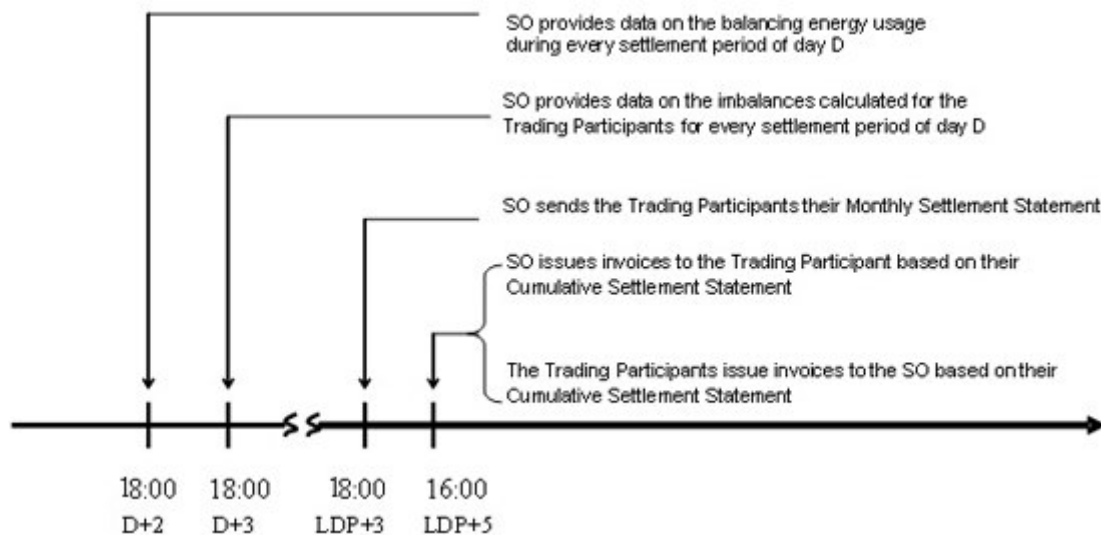 SO provides data on the balancing energy usage
during every settlement period of day D
SO provides data on the imbalances calculated for the
Trading Participants for every settlement period of day D
SO sends the Trading Participants their Monthly Settlement Statement
SO issues invoices to the Trading Participant based on their
Cumulative Settlement Statement
The Trading Participants issue invoices to the SO based on their
Cumulative Settlement Statement
18:00 18:00 18:00 16:00
D+2 D+3 LDP+3 LDP+5